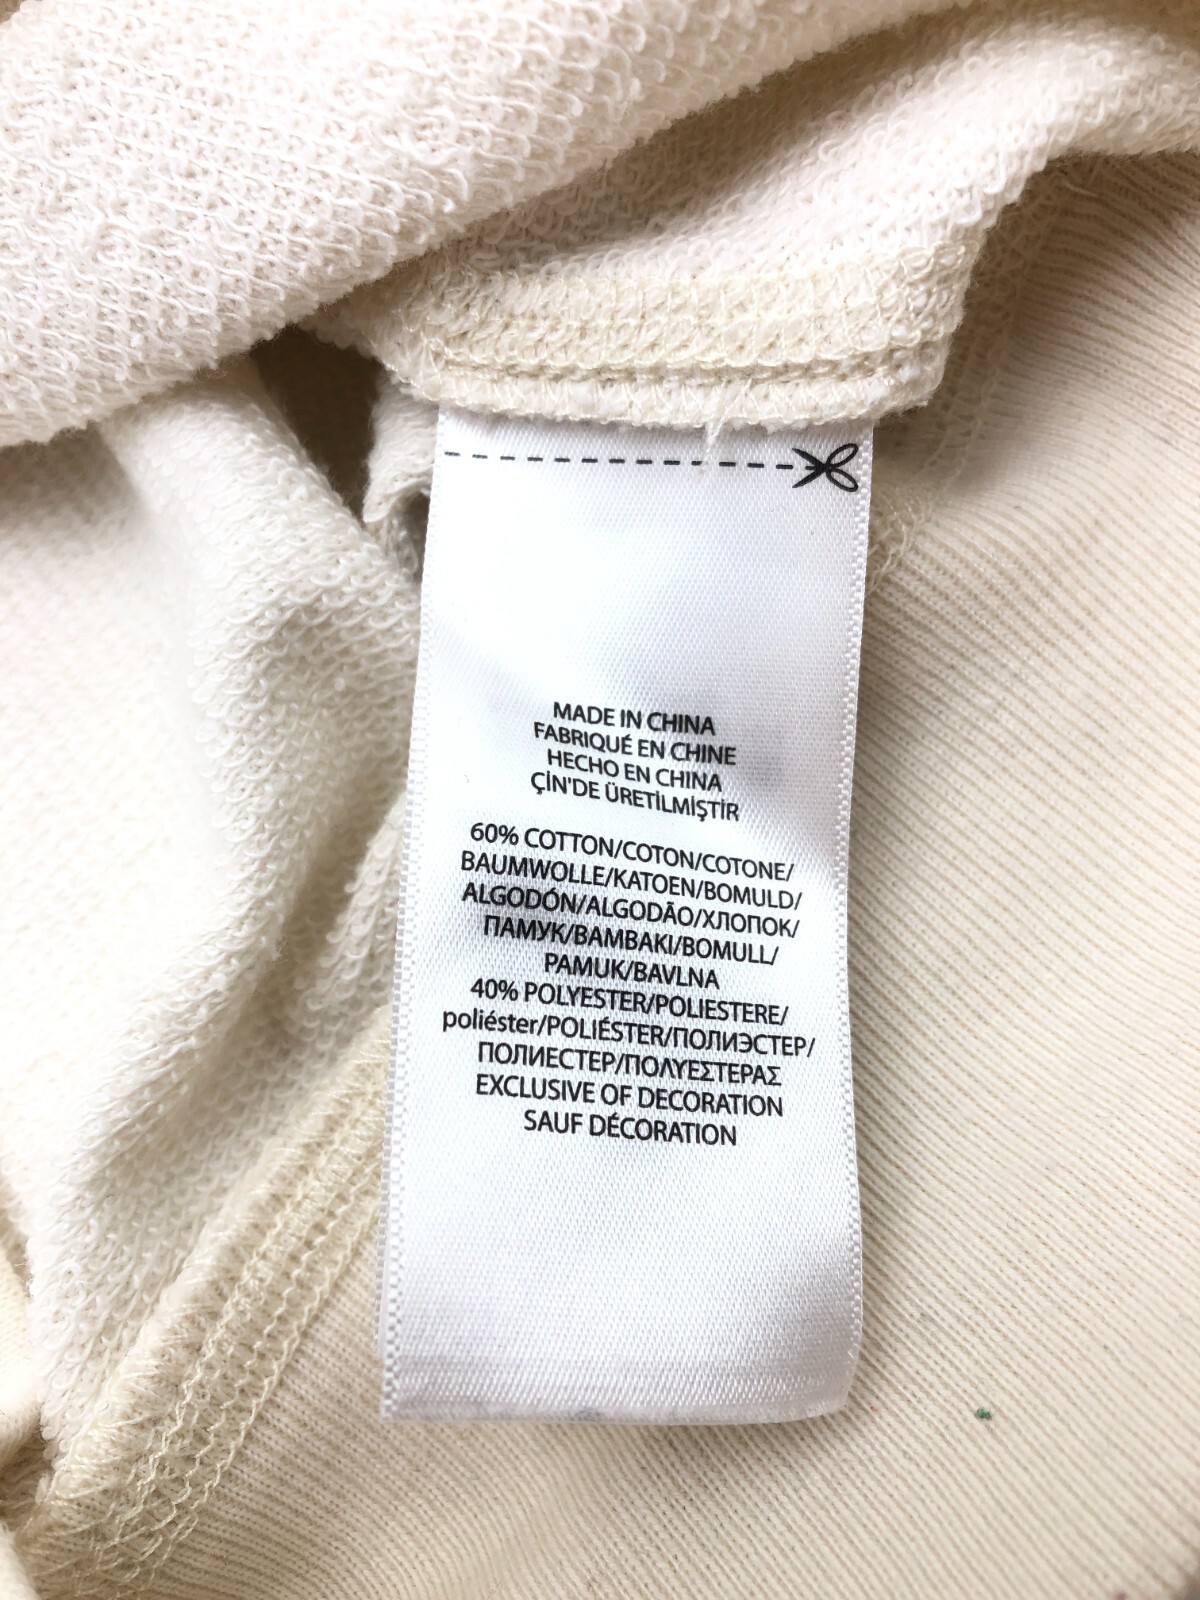 MADE IN CHINA
FABRIQUÉ EN CHINE
HECHO EN CHINA
ÇİN'DE ÜRETİLMİŞTİR
60% COTTON/COTON/COTONE/
BAUMWOLLE/KATOEN/BOMULD/
ALGODÓN/ALGODÃO/ХЛОПОК/
ПАМУК/BAMBAKI/BOMULL/
PAMUK/BAVLNA
40% POLYESTER/POLIESTERE/
poliéster/POLIÉSTER/ПОЛИЭСТЕР/
ПОЛИЕСТЕР/ΠΟΛΥΕΣΤΕΡΑΣ
EXCLUSIVE OF DECORATION
SAUF DÉCORATION